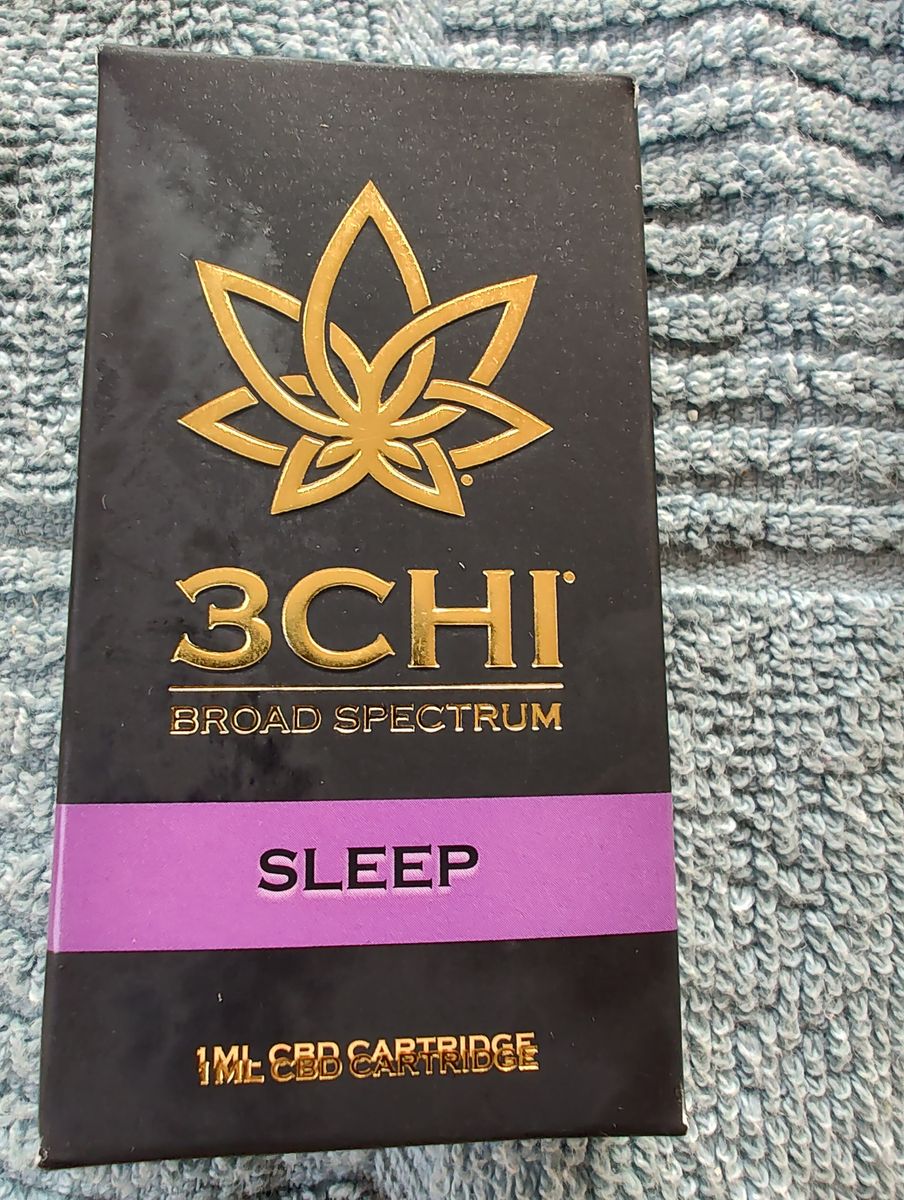 3CHI
BROAD SPECTRUM
SLEEP
1ML CBD CARTRIDGE